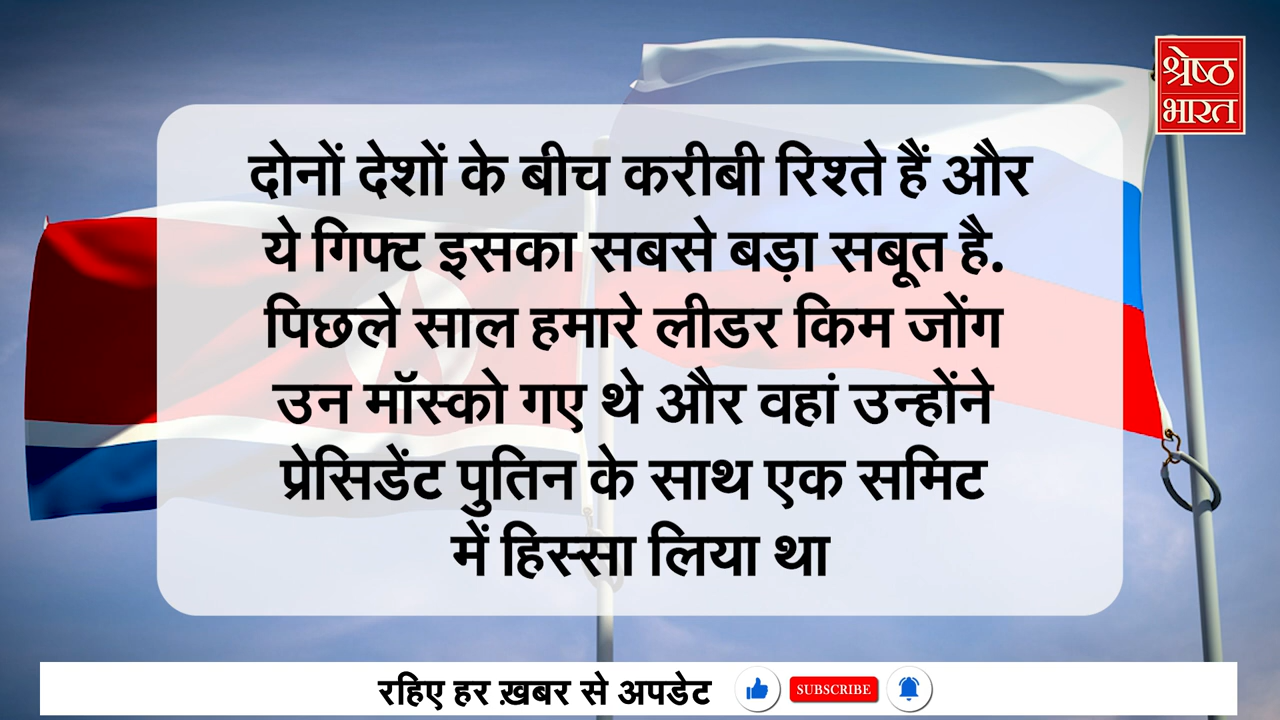 श्रेष्ठ
भारत
दोनों देशों के बीच करीबी रिश्ते हैं और
ये गिफ्ट इसका सबसे बड़ा सबूत है.
पिछले साल हमारे लीडर किम जोंग
उन मॉस्को गए थे और वहां उन्होंने
प्रेसिडेंट पुतिन के साथ एक समिट
में हिस्सा लिया था
रहिए हर ख़बर से अपडेट
SUBSCRIBE